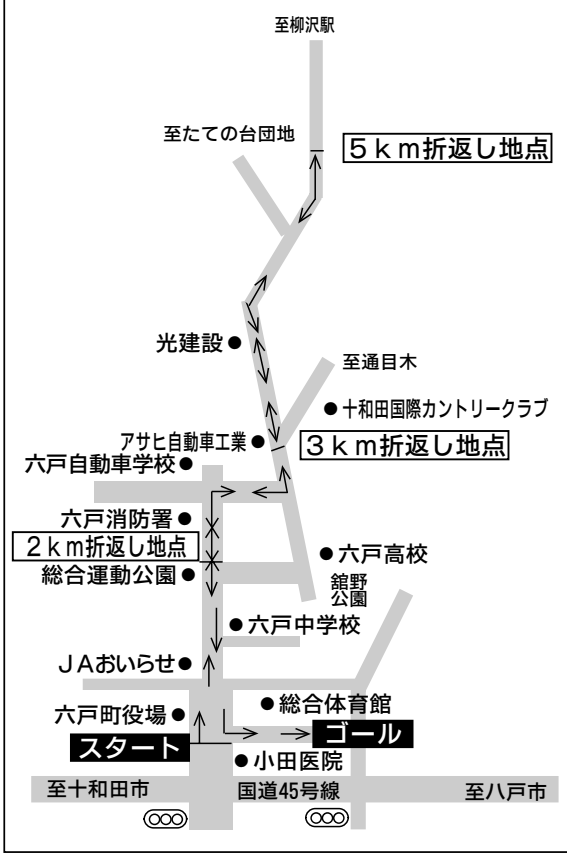 至柳沢駅
至たての台団地
5km折返し地点
光建設
至通目木
十和田国際カントリークラブ
アサヒ自動車工業
3km折返し地点
六戸自動車学校
六戸消防署
2km折返し地点
六戸高校
総合運動公園
舘野
公園
六戸中学校
JAおいらせ
総合体育館
六戸町役場
ゴール
スタート
小田医院
至十和田市
国道45号線
至八戸市